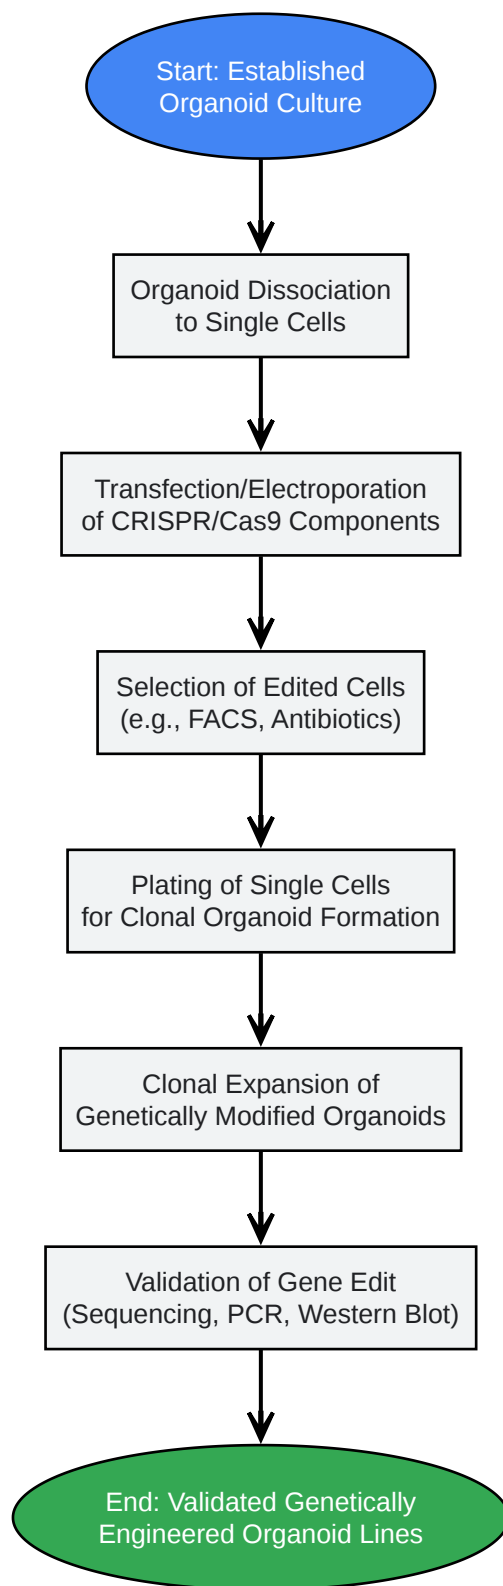 Start: Established
Organoid Culture
Organoid Dissociation
to Single Cells
Transfection/Electroporation
of CRISPR/Cas9 Components
Selection of Edited Cells
(e.g., FACS, Antibiotics)
Plating of Single Cells
for Clonal Organoid Formation
Clonal Expansion of
Genetically Modified Organoids
Validation of Gene Edit
(Sequencing, PCR, Western Blot)
End: Validated Genetically
Engineered Organoid Lines